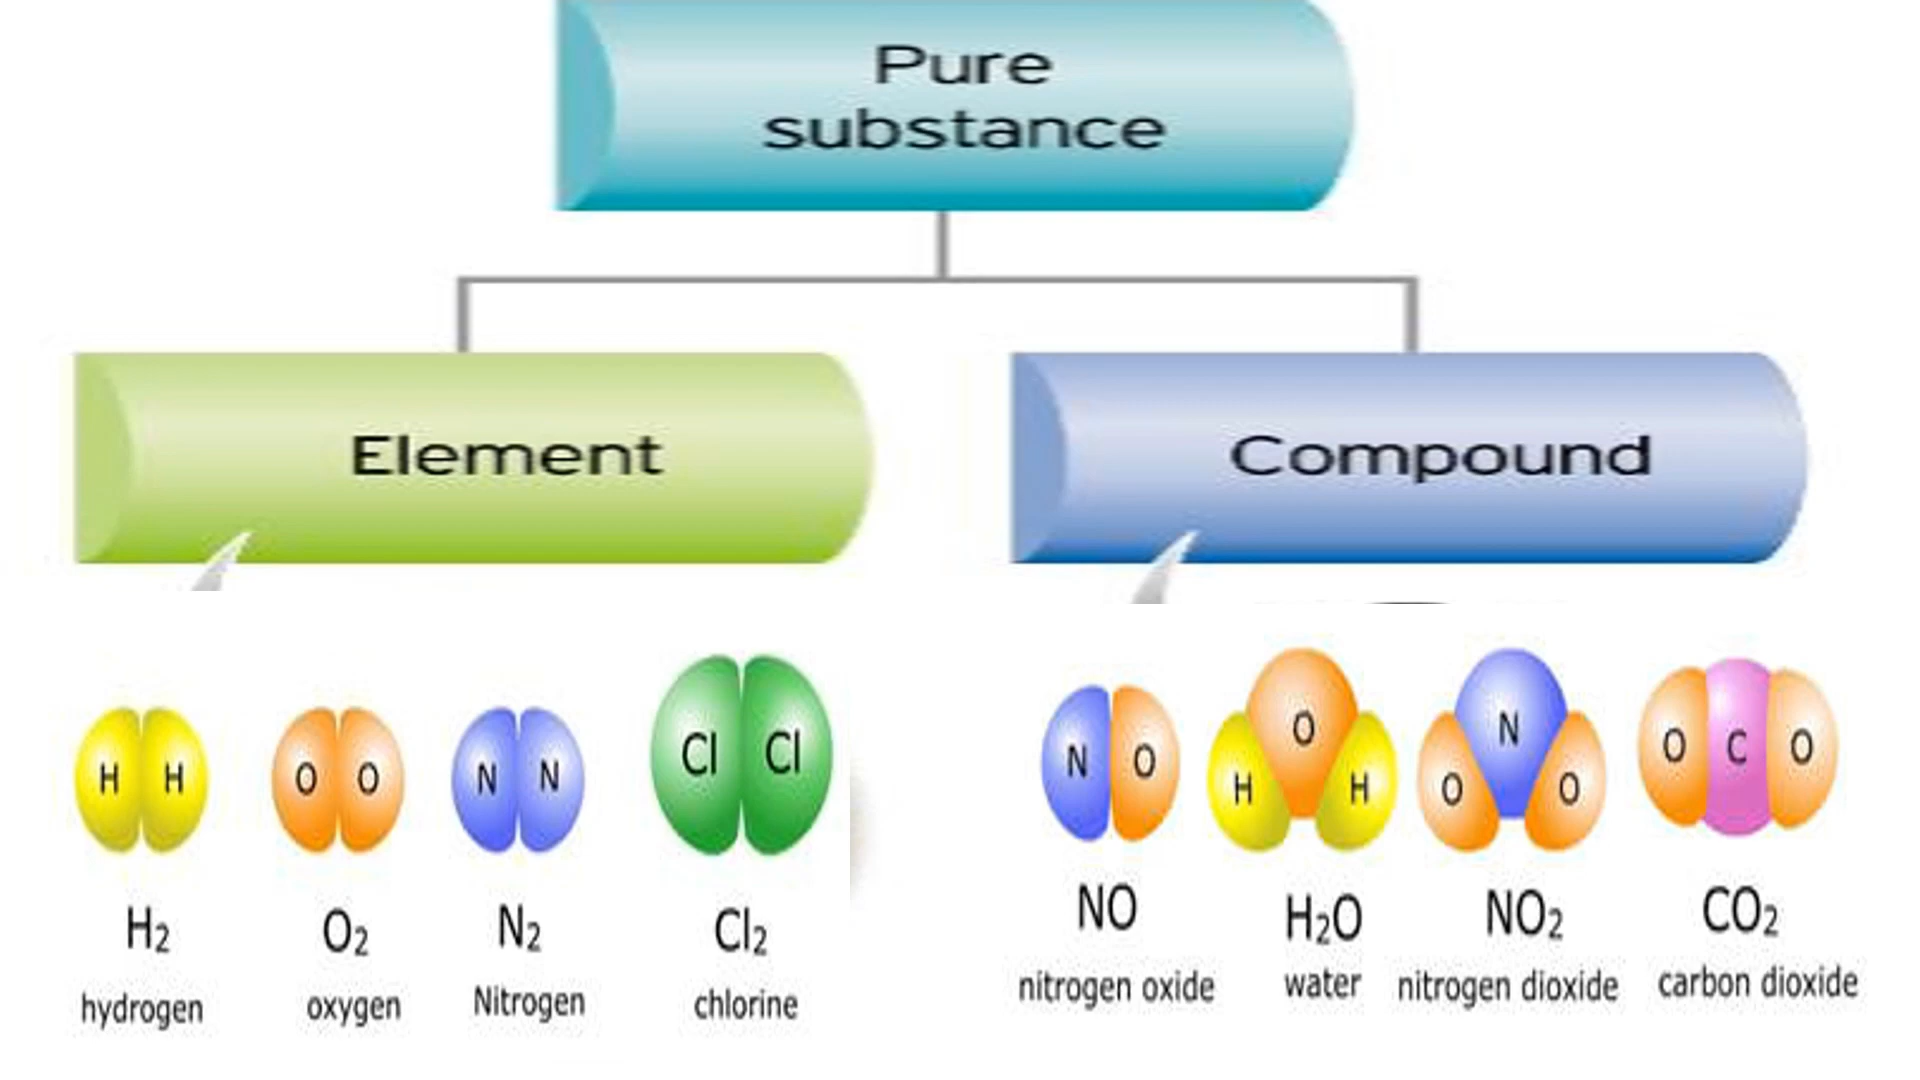 Pure
substance
Element
Compound
H H
O O
N N
Cl Cl
N O
H O H
O N O
O C O
H₂
O₂
N₂
Cl₂
NO
H₂O
NO₂
CO₂
hydrogen
oxygen
Nitrogen
chlorine
nitrogen oxide
water
nitrogen dioxide
carbon dioxide